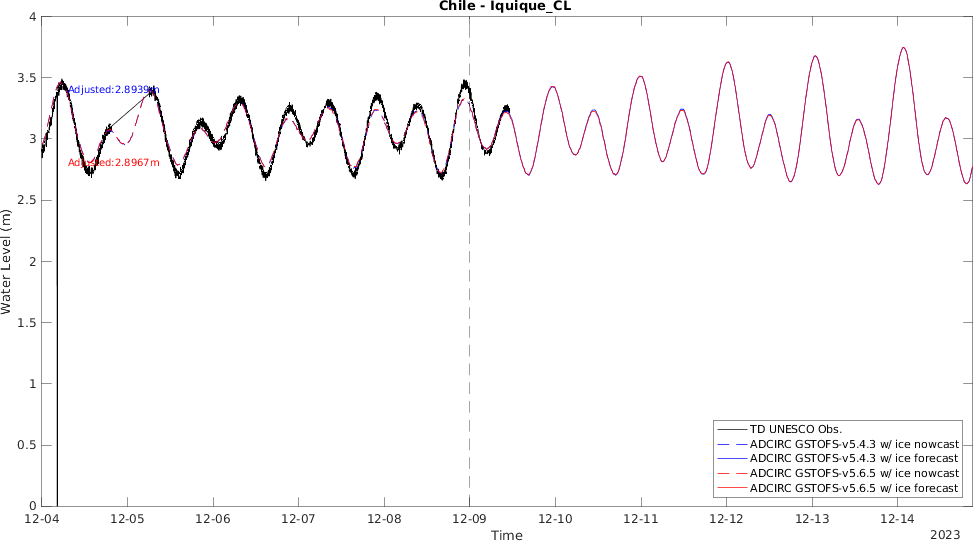 Chile - Iquique_CL
4
3.5
3
2.5
2
1.5
1
0.5
0
Water Level (m)
Adjusted:2.8939m
Adjusted:2.8967m
TD UNESCO Obs.
ADCIRC GSTOFS-v5.4.3 w/ ice nowcast
ADCIRC GSTOFS-v5.4.3 w/ ice forecast
ADCIRC GSTOFS-v5.6.5 w/ ice nowcast
ADCIRC GSTOFS-v5.6.5 w/ ice forecast
12-04 12-05 12-06 12-07 12-08 12-09 12-10 12-11 12-12 12-13 12-14
Time
2023